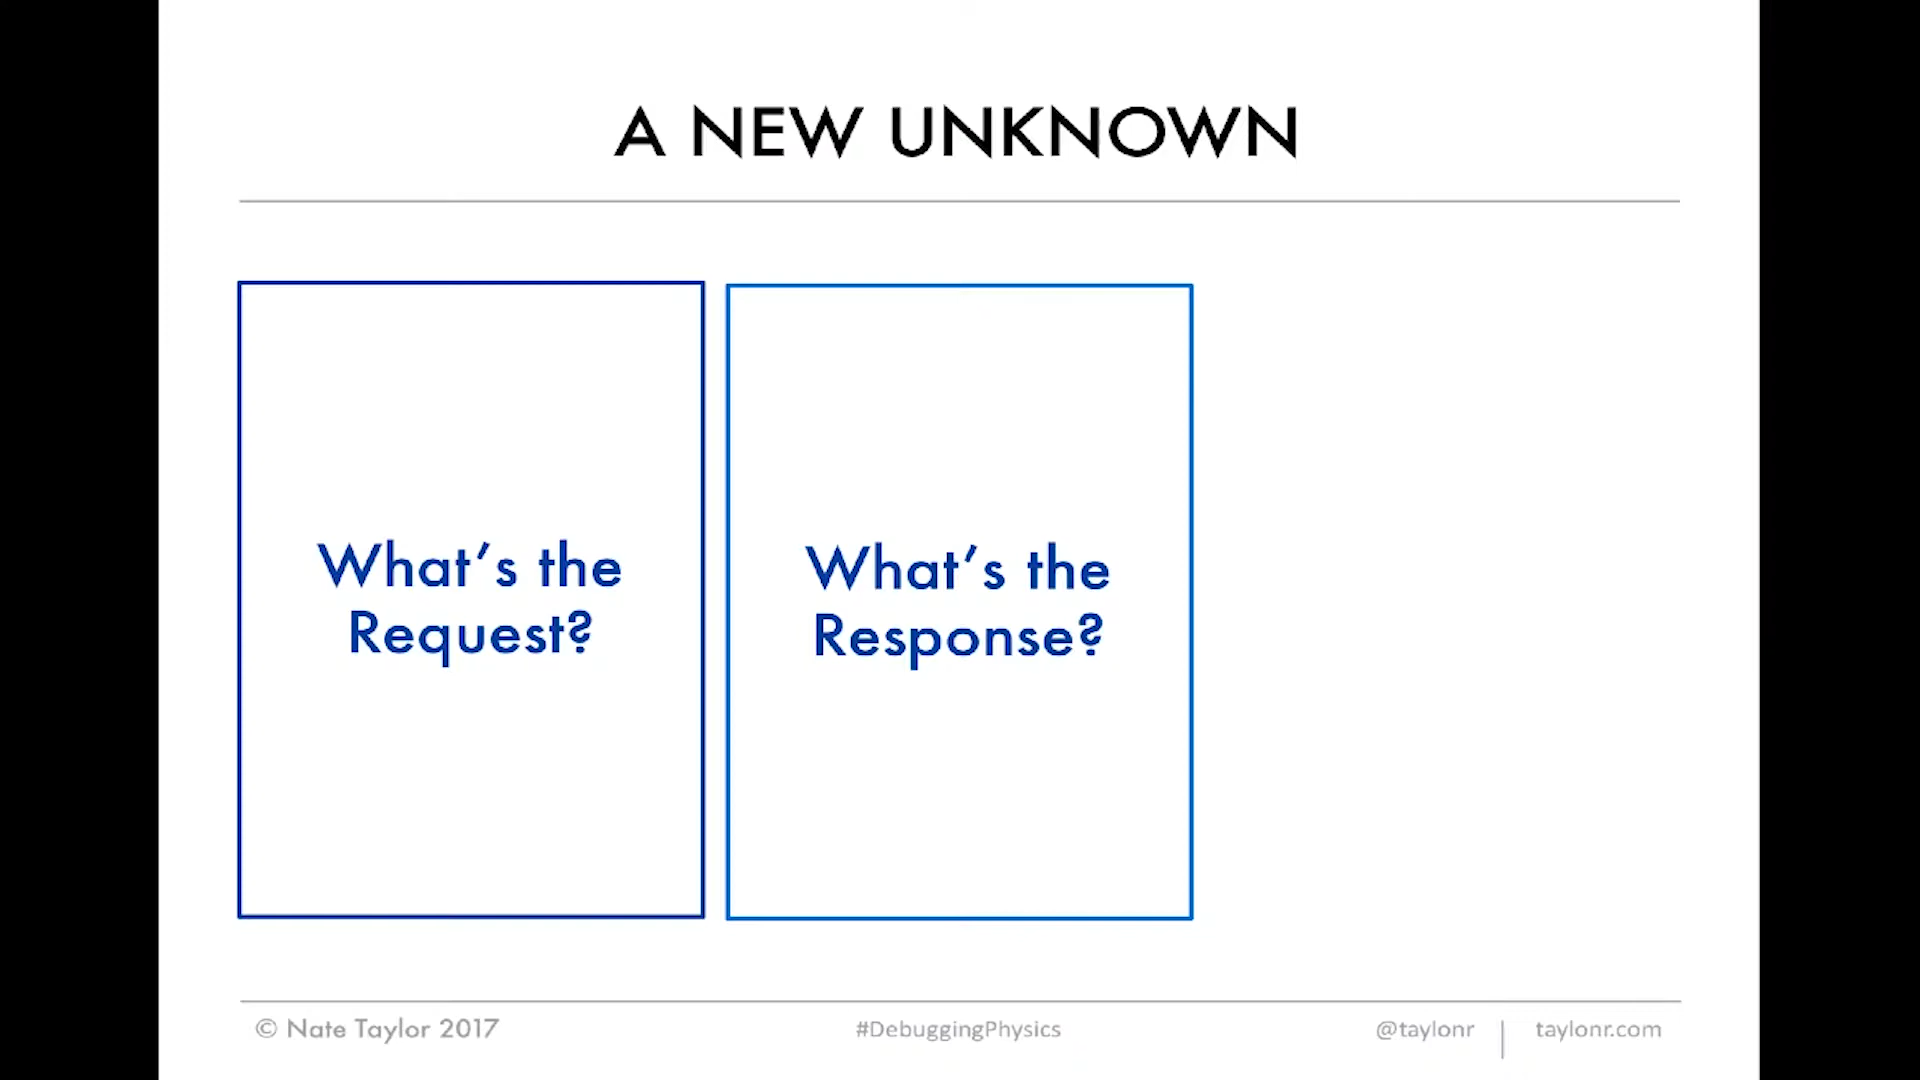 A NEW UNKNOWN
What's the
Request?
What's the
Response?
© Nate Taylor 2017
#DebuggingPhysics
@taylonr | taylonr.com